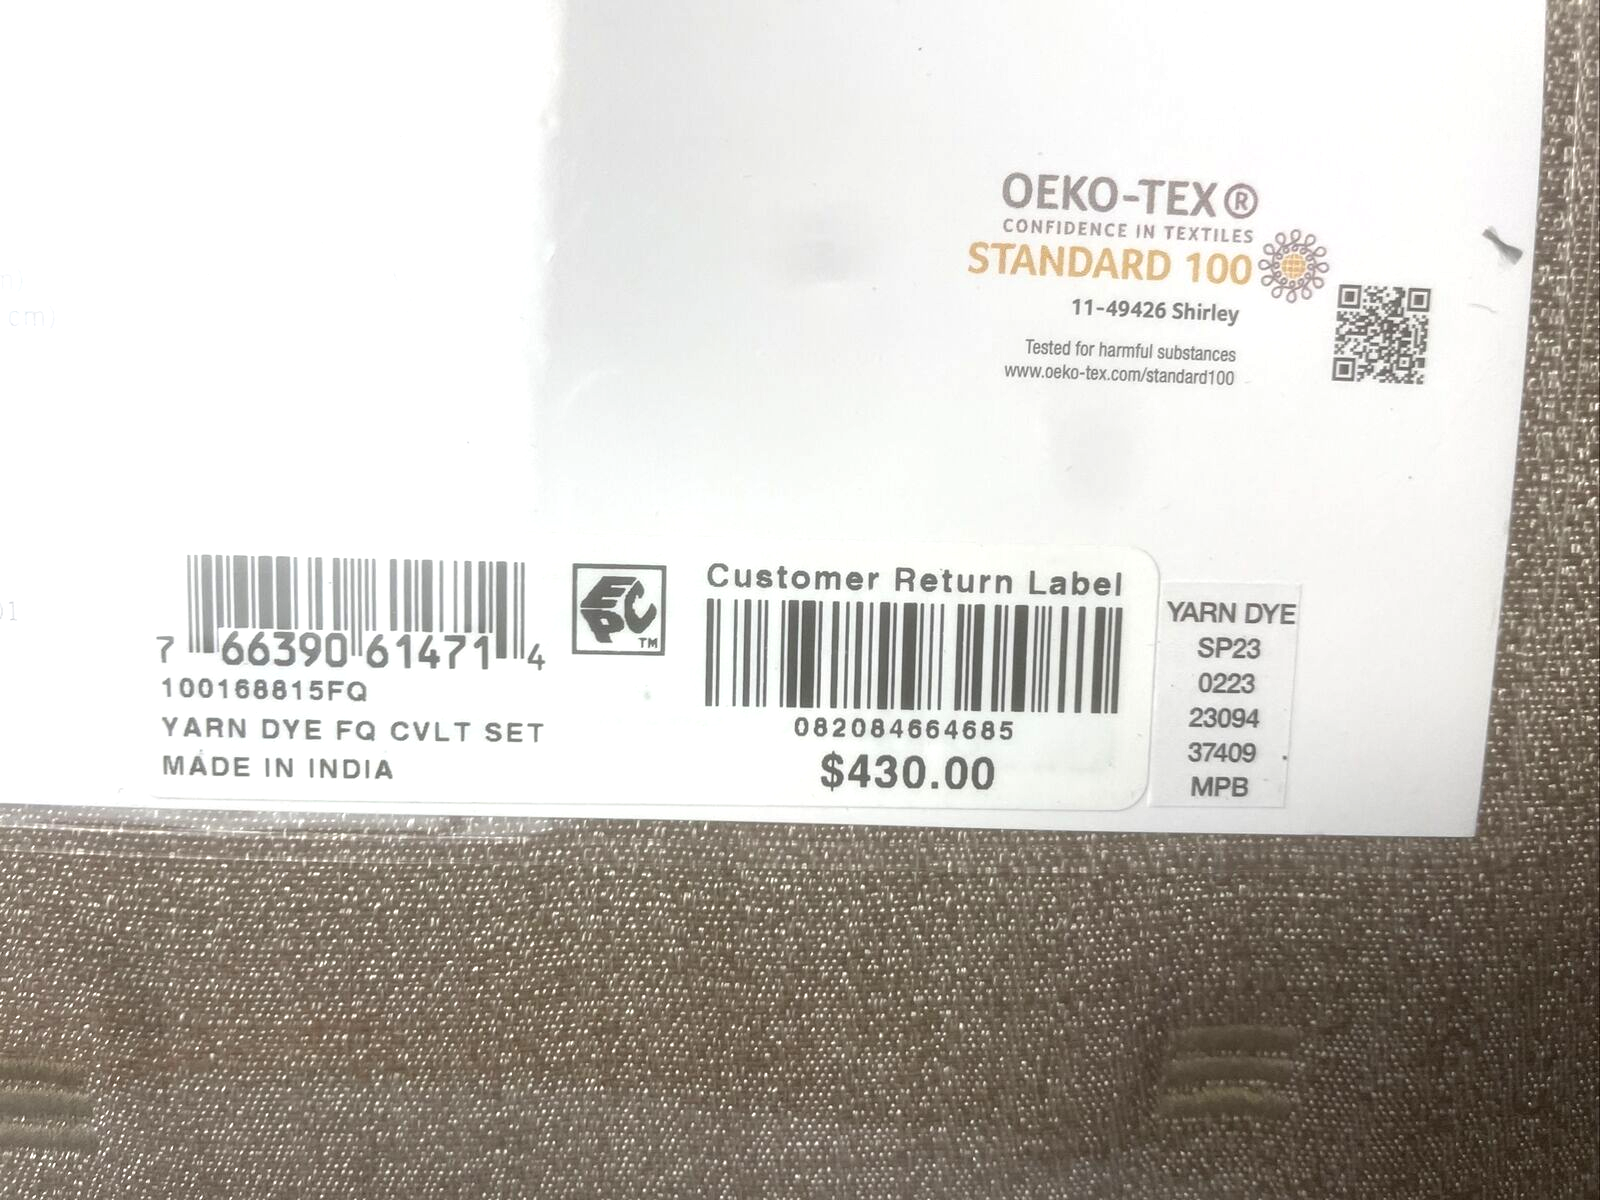 OEKO-TEX®
CONFIDENCE IN TEXTILES
STANDARD 100
11-49426 Shirley
Tested for harmful substances
www.oeko-tex.com/standard100
cm)
7 66390 61471 4
100168815FQ
YARN DYE FQ CVLT SET
MADE IN INDIA
EPC
TM
Customer Return Label
082084664685
$430.00
YARN DYE
SP23
0223
23094
37409
MPB